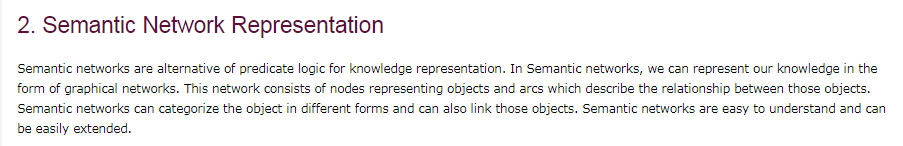 2. Semantic Network Representation
Semantic networks are alternative of predicate logic for knowledge representation. In Semantic networks, we can represent our knowledge in the
form of graphical networks. This network consists of nodes representing objects and arcs which describe the relationship between those objects.
Semantic networks can categorize the object in different forms and can also link those objects. Semantic networks are easy to understand and can
be easily extended.